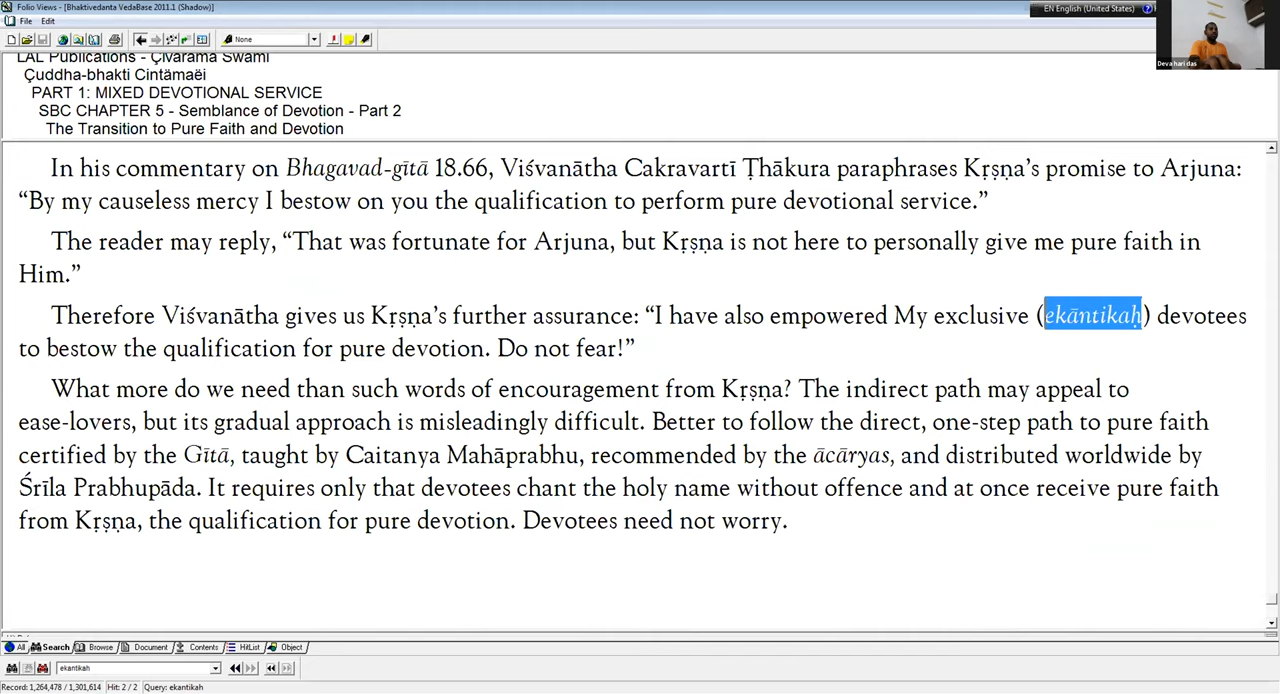 Folio Views - [Bhaktivedanta VedaBase 2011.1 (Shadow)]
EN English (United States)
File Edit
None
Deva hari das
LAL Publications - Çivaräma Swami
Çuddha-bhakti Cintämaëi
PART 1: MIXED DEVOTIONAL SERVICE
SBC CHAPTER 5 - Semblance of Devotion - Part 2
The Transition to Pure Faith and Devotion
In his commentary on Bhagavad-gītā 18.66, Viśvanātha Cakravartī Ṭhākura paraphrases Kṛṣṇa’s promise to Arjuna:
“By my causeless mercy I bestow on you the qualification to perform pure devotional service.”
The reader may reply, “That was fortunate for Arjuna, but Kṛṣṇa is not here to personally give me pure faith in
Him.”
Therefore Viśvanātha gives us Kṛṣṇa’s further assurance: “I have also empowered My exclusive (ekāntikaḥ) devotees
to bestow the qualification for pure devotion. Do not fear!”
What more do we need than such words of encouragement from Kṛṣṇa? The indirect path may appeal to
ease-lovers, but its gradual approach is misleadingly difficult. Better to follow the direct, one-step path to pure faith
certified by the Gītā, taught by Caitanya Mahāprabhu, recommended by the ācāryas, and distributed worldwide by
Śrīla Prabhupāda. It requires only that devotees chant the holy name without offence and at once receive pure faith
from Kṛṣṇa, the qualification for pure devotion. Devotees need not worry.
All Search Browse Document Contents HitList Object
ekantikah
Record: 1,264,478 / 1,301,614 Hit: 2 / 2 Query: ekantikah